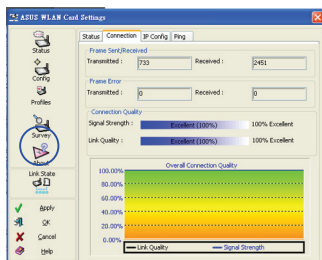 ASUS WLAN Card Settings
Status Connection IP Config Ping
Status
Config
Profiles
Survey
About
Link State
Apply
OK
Cancel
Help
Frame Sent/Received
Transmitted : 733 Received : 2451
Frame Error
Transmitted : 0 Received : 0
Connection Quality
Signal Strength : Excellent (100%) 100% Excellent
Link Quality : Excellent (100%) 100% Excellent
Overall Connection Quality
100.00%
80.00%
60.00%
40.00%
20.00%
0.00%
Link Quality Signal Strength